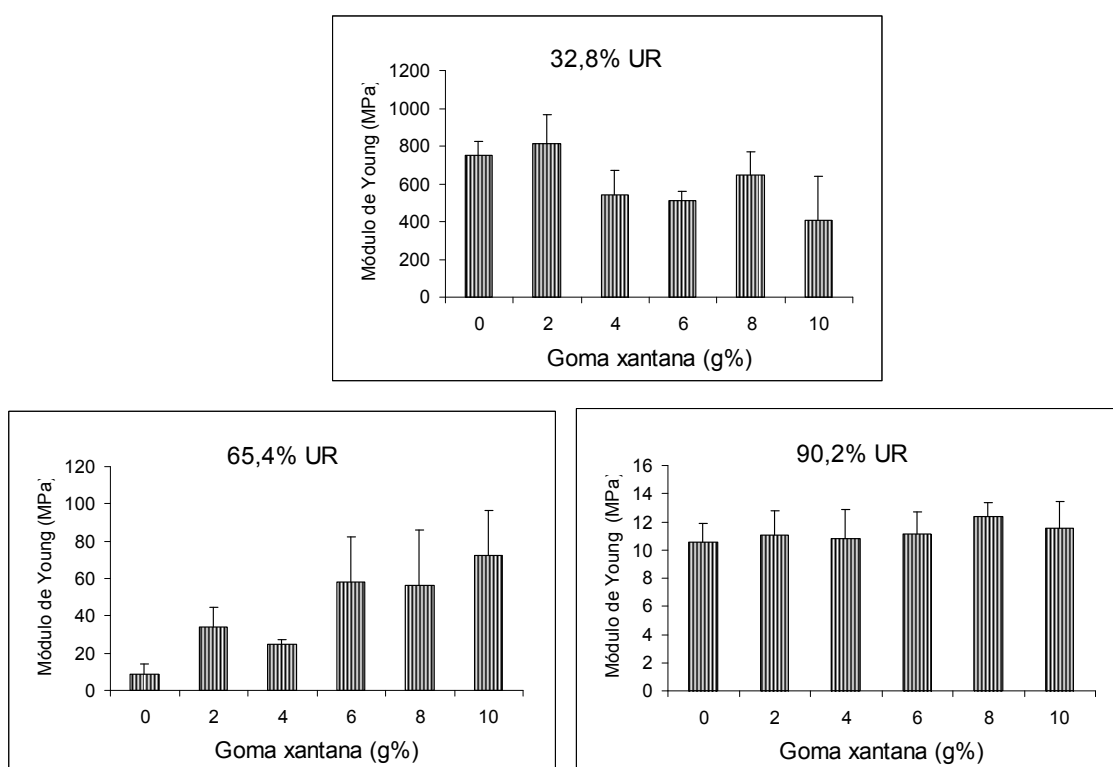 32,8% UR
Módulo de Young (MPa)
1200
1000
800
600
400
200
0
0 2 4 6 8 10
Goma xantana (g%)
65,4% UR
Módulo de Young (MPa)
120
100
80
60
40
20
0
0 2 4 6 8 10
Goma xantana (g%)
90,2% UR
Módulo de Young (MPa)
16
14
12
10
8
6
4
2
0
0 2 4 6 8 10
Goma xantana (g%)